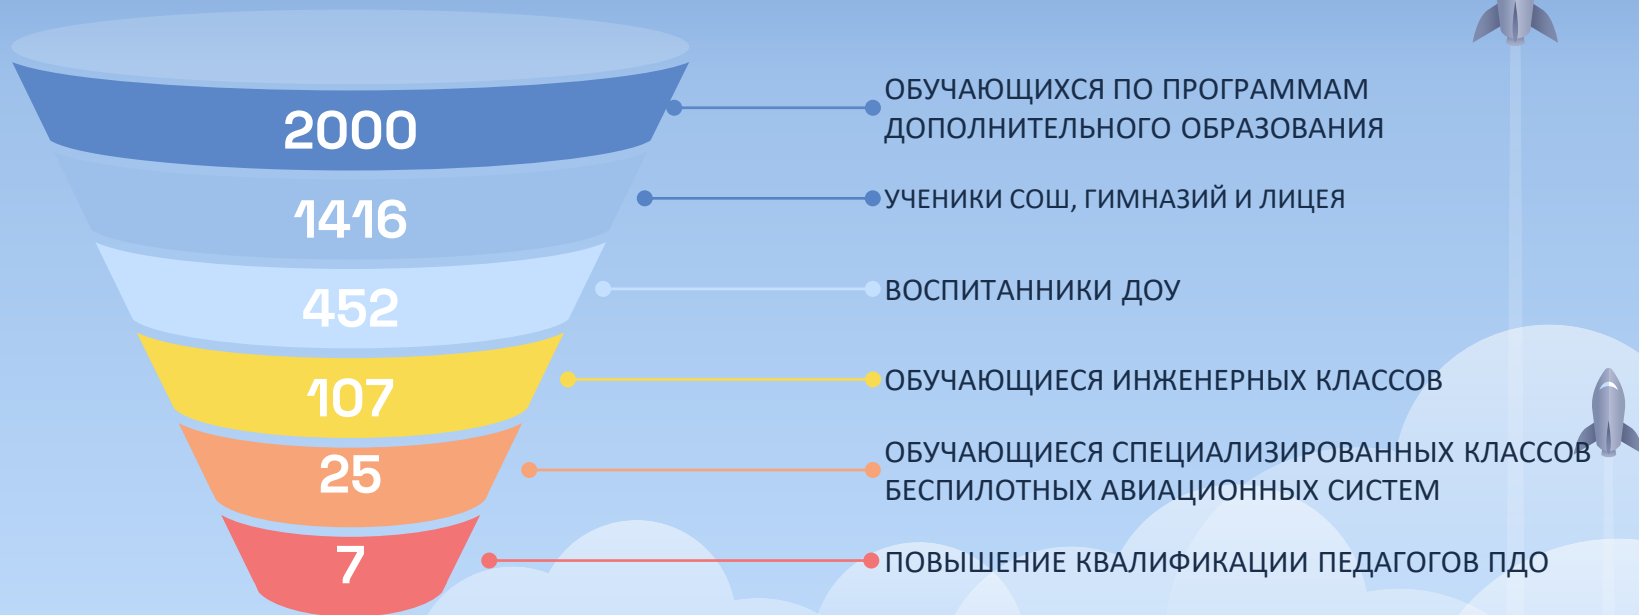 2000
ОБУЧАЮЩИХСЯ ПО ПРОГРАММАМ
ДОПОЛНИТЕЛЬНОГО ОБРАЗОВАНИЯ
1416
УЧЕНИКИ СОШ, ГИМНАЗИЙ И ЛИЦЕЯ
452
ВОСПИТАННИКИ ДОУ
107
ОБУЧАЮЩИЕСЯ ИНЖЕНЕРНЫХ КЛАССОВ
25
ОБУЧАЮЩИЕСЯ СПЕЦИАЛИЗИРОВАННЫХ КЛАССОВ
БЕСПИЛОТНЫХ АВИАЦИОННЫХ СИСТЕМ
7
ПОВЫШЕНИЕ КВАЛИФИКАЦИИ ПЕДАГОГОВ ПДО